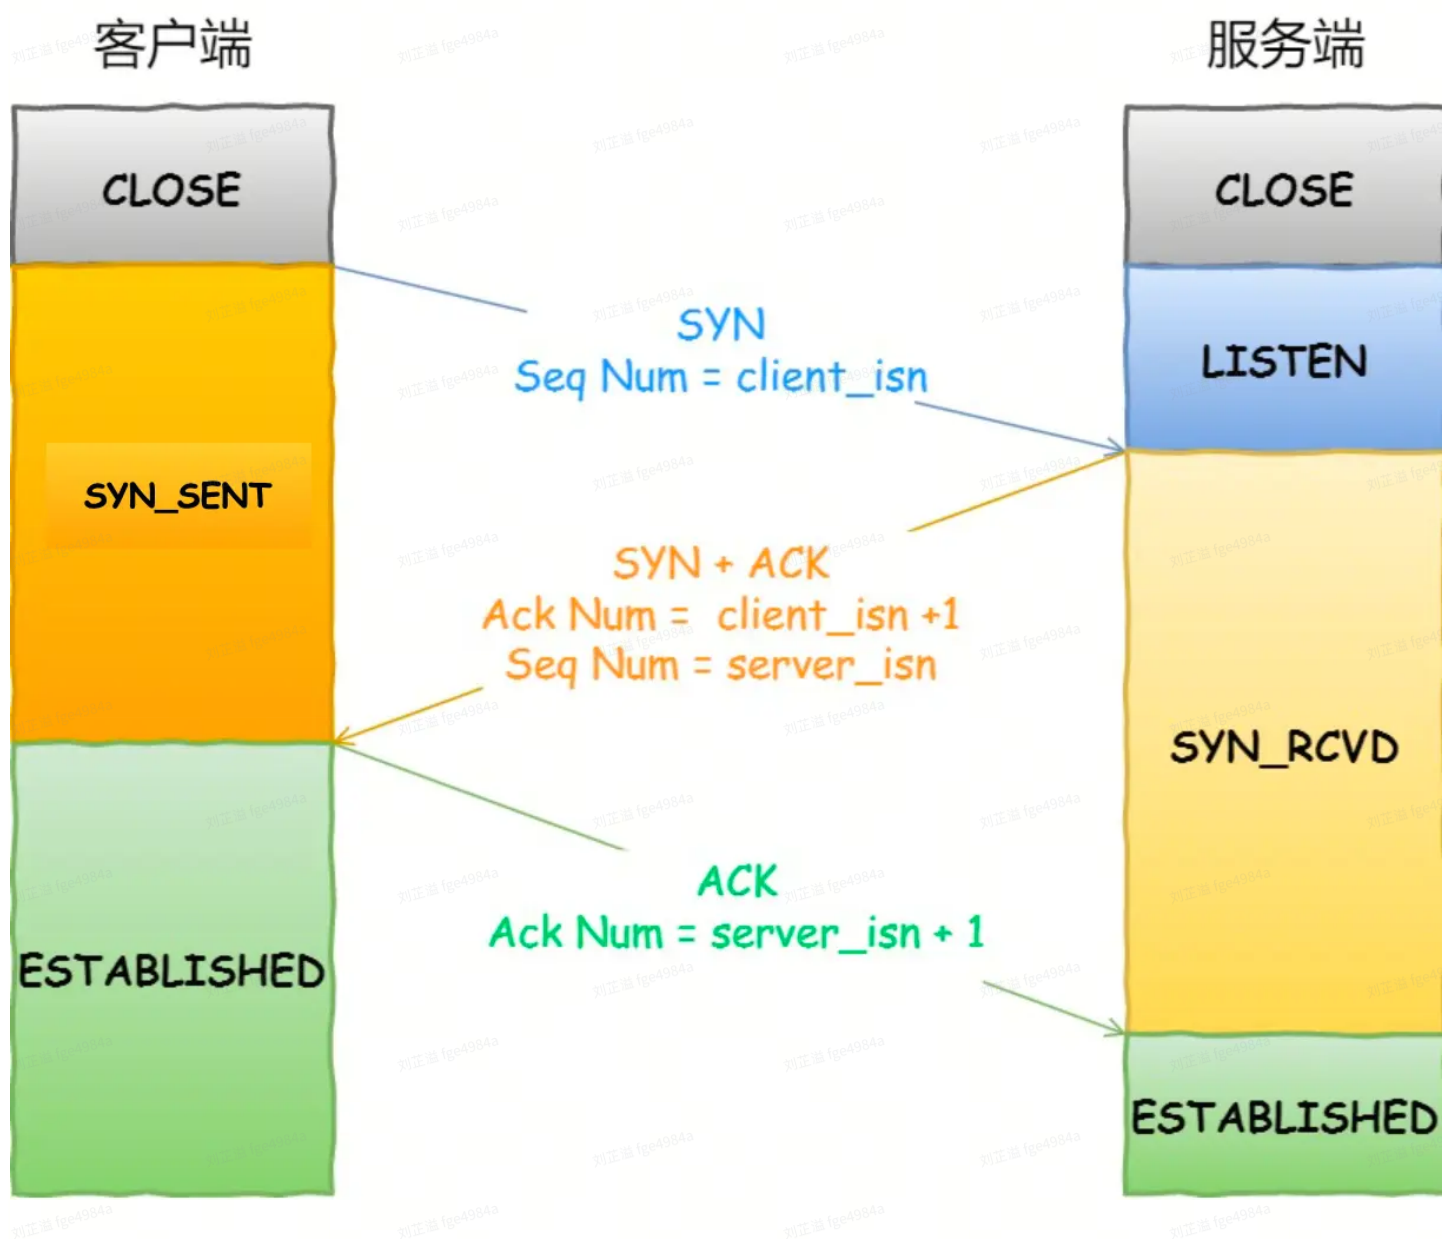 客户端
服务端
CLOSE
CLOSE
SYN
Seq Num = client_isn
LISTEN
SYN_SENT
SYN + ACK
Ack Num = client_isn +1
Seq Num = server_isn
SYN_RCVD
ACK
Ack Num = server_isn + 1
ESTABLISHED
ESTABLISHED